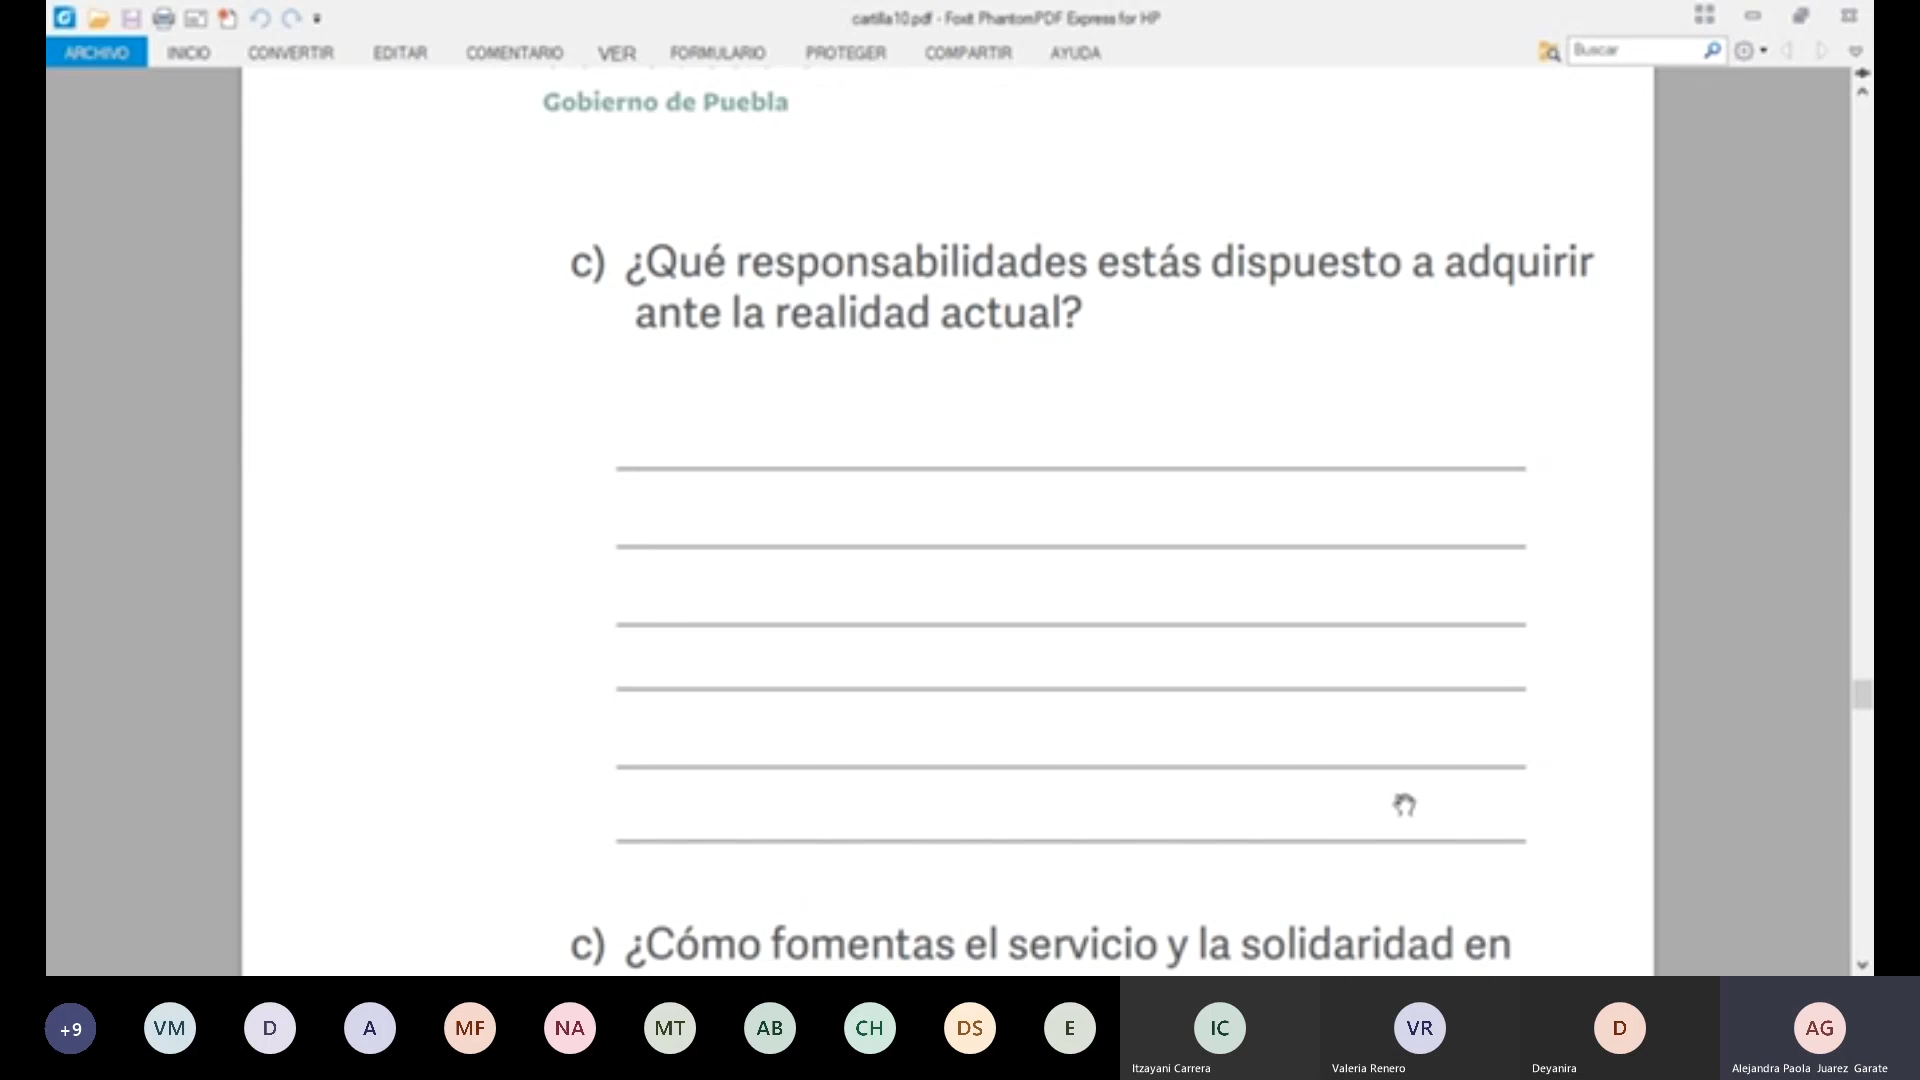 cartilla10.pdf - Foxit PhantomPDF Express for HP
ARCHIVO INICIO CONVERTIR EDITAR COMENTARIO VER FORMULARIO PROTEGER COMPARTIR AYUDA Buscar
Gobierno de Puebla
c) ¿Qué responsabilidades estás dispuesto a adquirir
ante la realidad actual?
c) ¿Cómo fomentas el servicio y la solidaridad en
+9 VM D A MF NA MT AB CH DS E IC VR D AG
Itzayani Carrera Valeria Renero Deyanira Alejandra Paola Juarez Garate